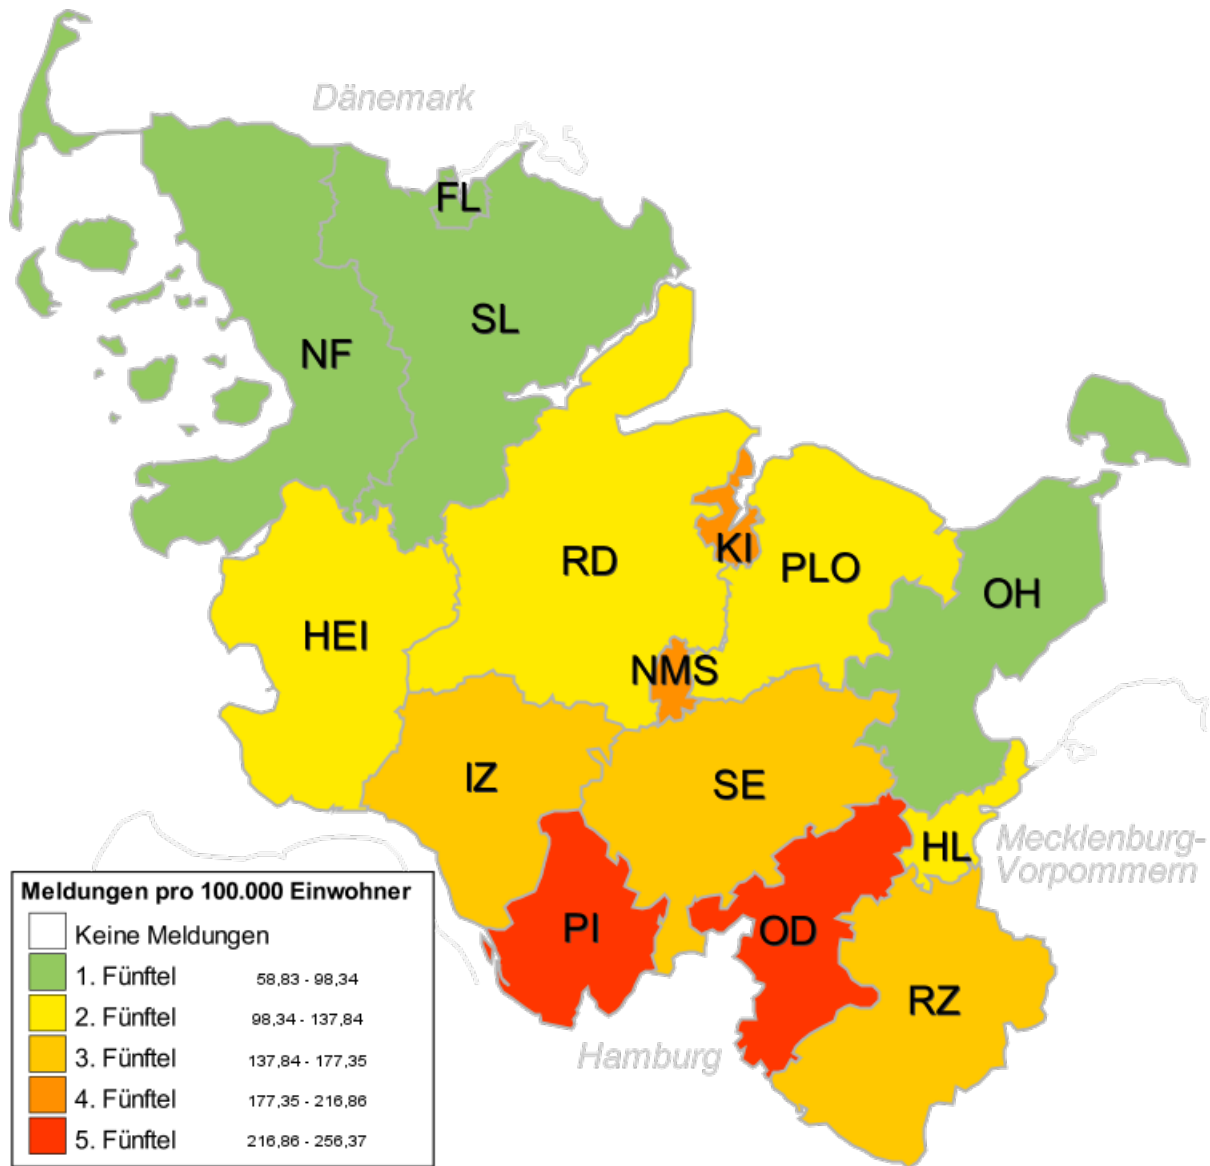 Dänemark
FL
SL
NF
KI
RD
PLO
OH
HEI
NMS
IZ
SE
HL
Mecklenburg-
Vorpommern
PI
OD
RZ
Hamburg
Meldungen pro 100.000 Einwohner
Keine Meldungen
1. Fünftel 58,83 - 98,34
2. Fünftel 98,34 - 137,84
3. Fünftel 137,84 - 177,35
4. Fünftel 177,35 - 216,86
5. Fünftel 216,86 - 256,37